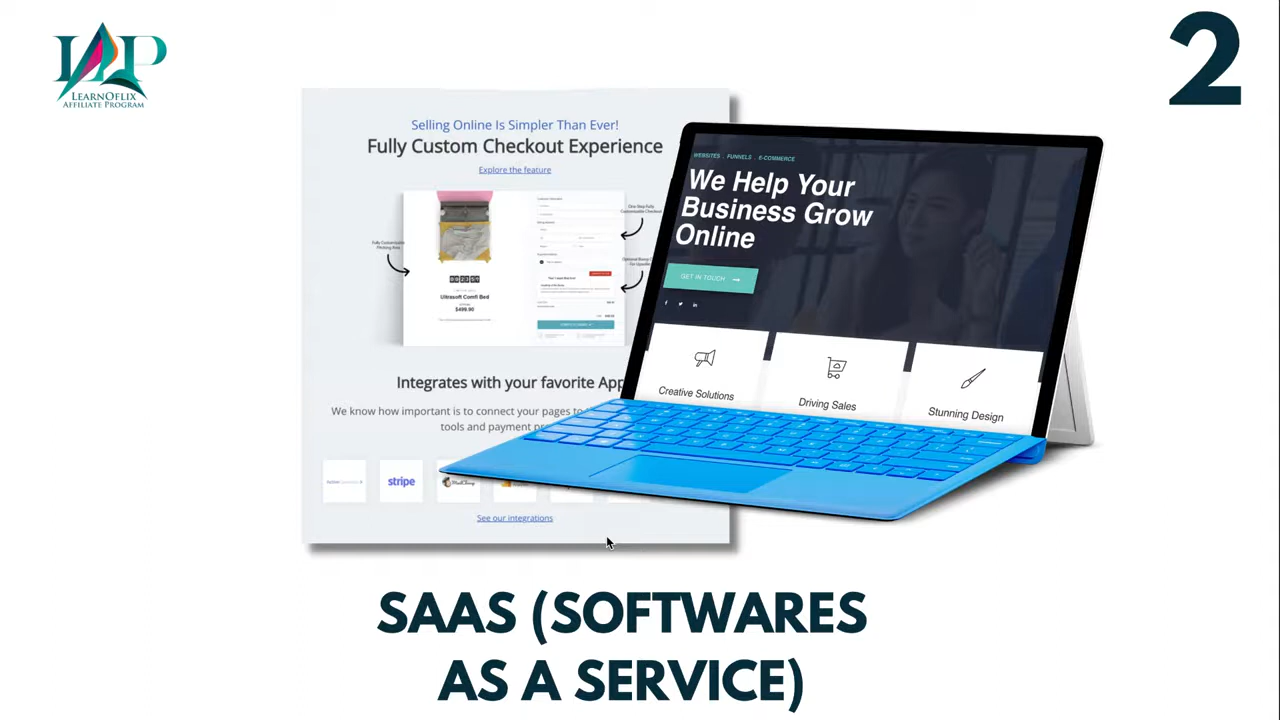 LEARNOFLIX
AFFILIATE PROGRAM
2
Selling Online Is Simpler Than Ever!
Fully Custom Checkout Experience
Explore the feature
Ultrasoft Comfi Bed
$499.90
Integrates with your favorite App
We know how important is to connect your pages to
tools and payment
stripe
See our integrations
WEBSITES . FUNNELS . E-COMMERCE
We Help Your
Business Grow
Online
GET IN TOUCH
Creative Solutions
Driving Sales
Stunning Design
SAAS (SOFTWARES
AS A SERVICE)